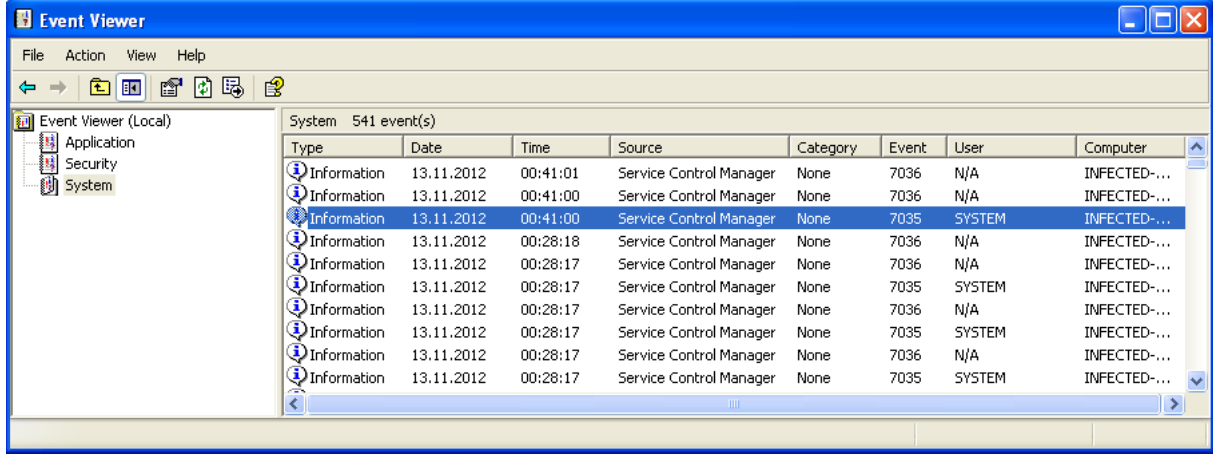 Event Viewer
File Action View Help
Event Viewer (Local)
Application
Security
System
System 541 event(s)
Type Date Time Source Category Event User Computer
Information 13.11.2012 00:41:01 Service Control Manager None 7036 N/A INFECTED-...
Information 13.11.2012 00:41:00 Service Control Manager None 7036 N/A INFECTED-...
Information 13.11.2012 00:41:00 Service Control Manager None 7035 SYSTEM INFECTED-...
Information 13.11.2012 00:28:18 Service Control Manager None 7036 N/A INFECTED-...
Information 13.11.2012 00:28:17 Service Control Manager None 7036 N/A INFECTED-...
Information 13.11.2012 00:28:17 Service Control Manager None 7035 SYSTEM INFECTED-...
Information 13.11.2012 00:28:17 Service Control Manager None 7036 N/A INFECTED-...
Information 13.11.2012 00:28:17 Service Control Manager None 7035 SYSTEM INFECTED-...
Information 13.11.2012 00:28:17 Service Control Manager None 7036 N/A INFECTED-...
Information 13.11.2012 00:28:17 Service Control Manager None 7035 SYSTEM INFECTED-...